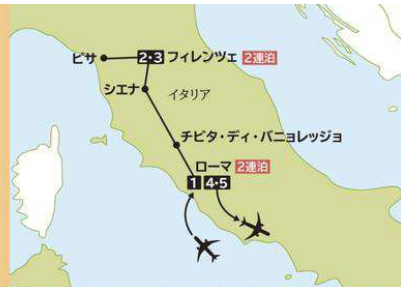 ピサ 2・3 フィレンツェ 2連泊
シエナ
イタリア
チビタ・ディ・バニョレッジョ
ローマ 2連泊
1 4・5